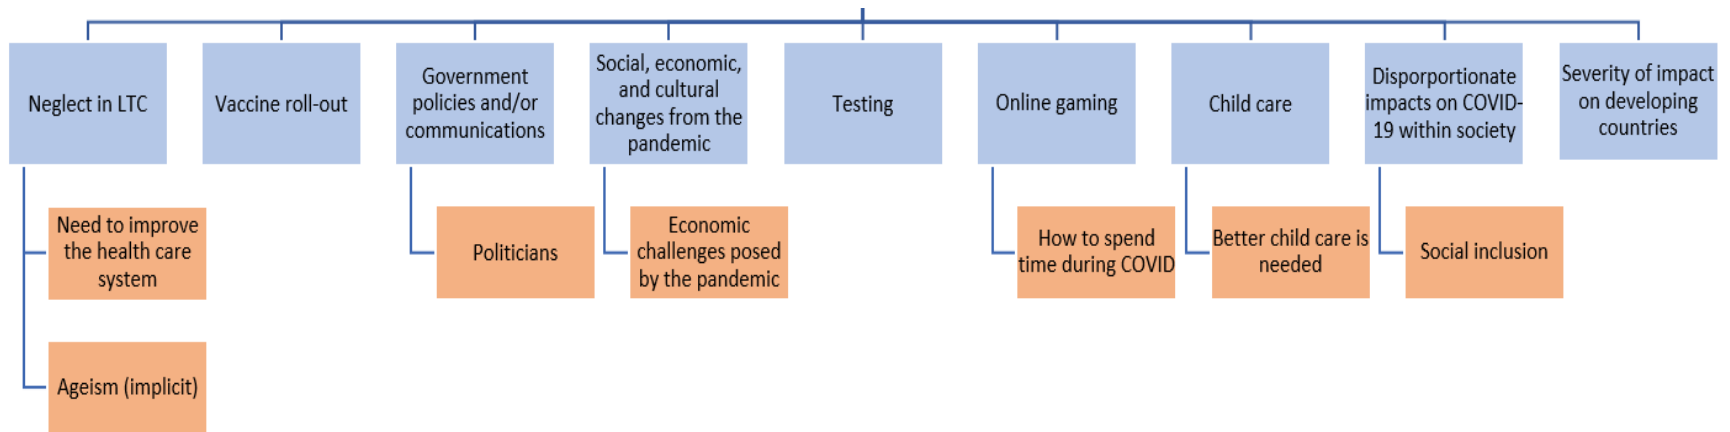 Neglect in LTC
Vaccine roll-out
Government
policies and/or
communications
Social, economic,
and cultural
changes from the
pandemic
Testing
Online gaming
Child care
Disporportionate
impacts on COVID-
19 within society
Severity of impact
on developing
countries
Need to improve
the health care
system
Politicians
Economic
challenges posed
by the pandemic
How to spend
time during COVID
Better child care is
needed
Social inclusion
Ageism (implicit)